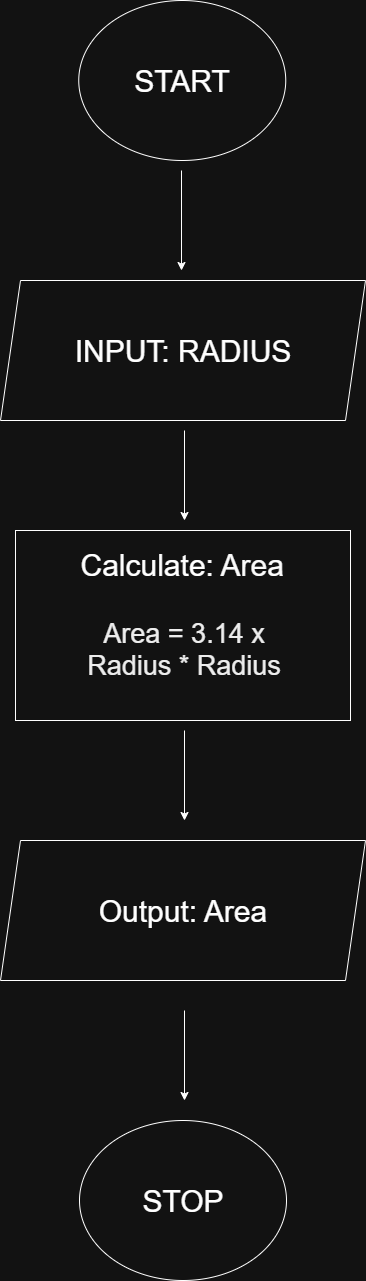 START
INPUT: RADIUS
Calculate: Area
Area = 3.14 x
Radius * Radius
Output: Area
STOP